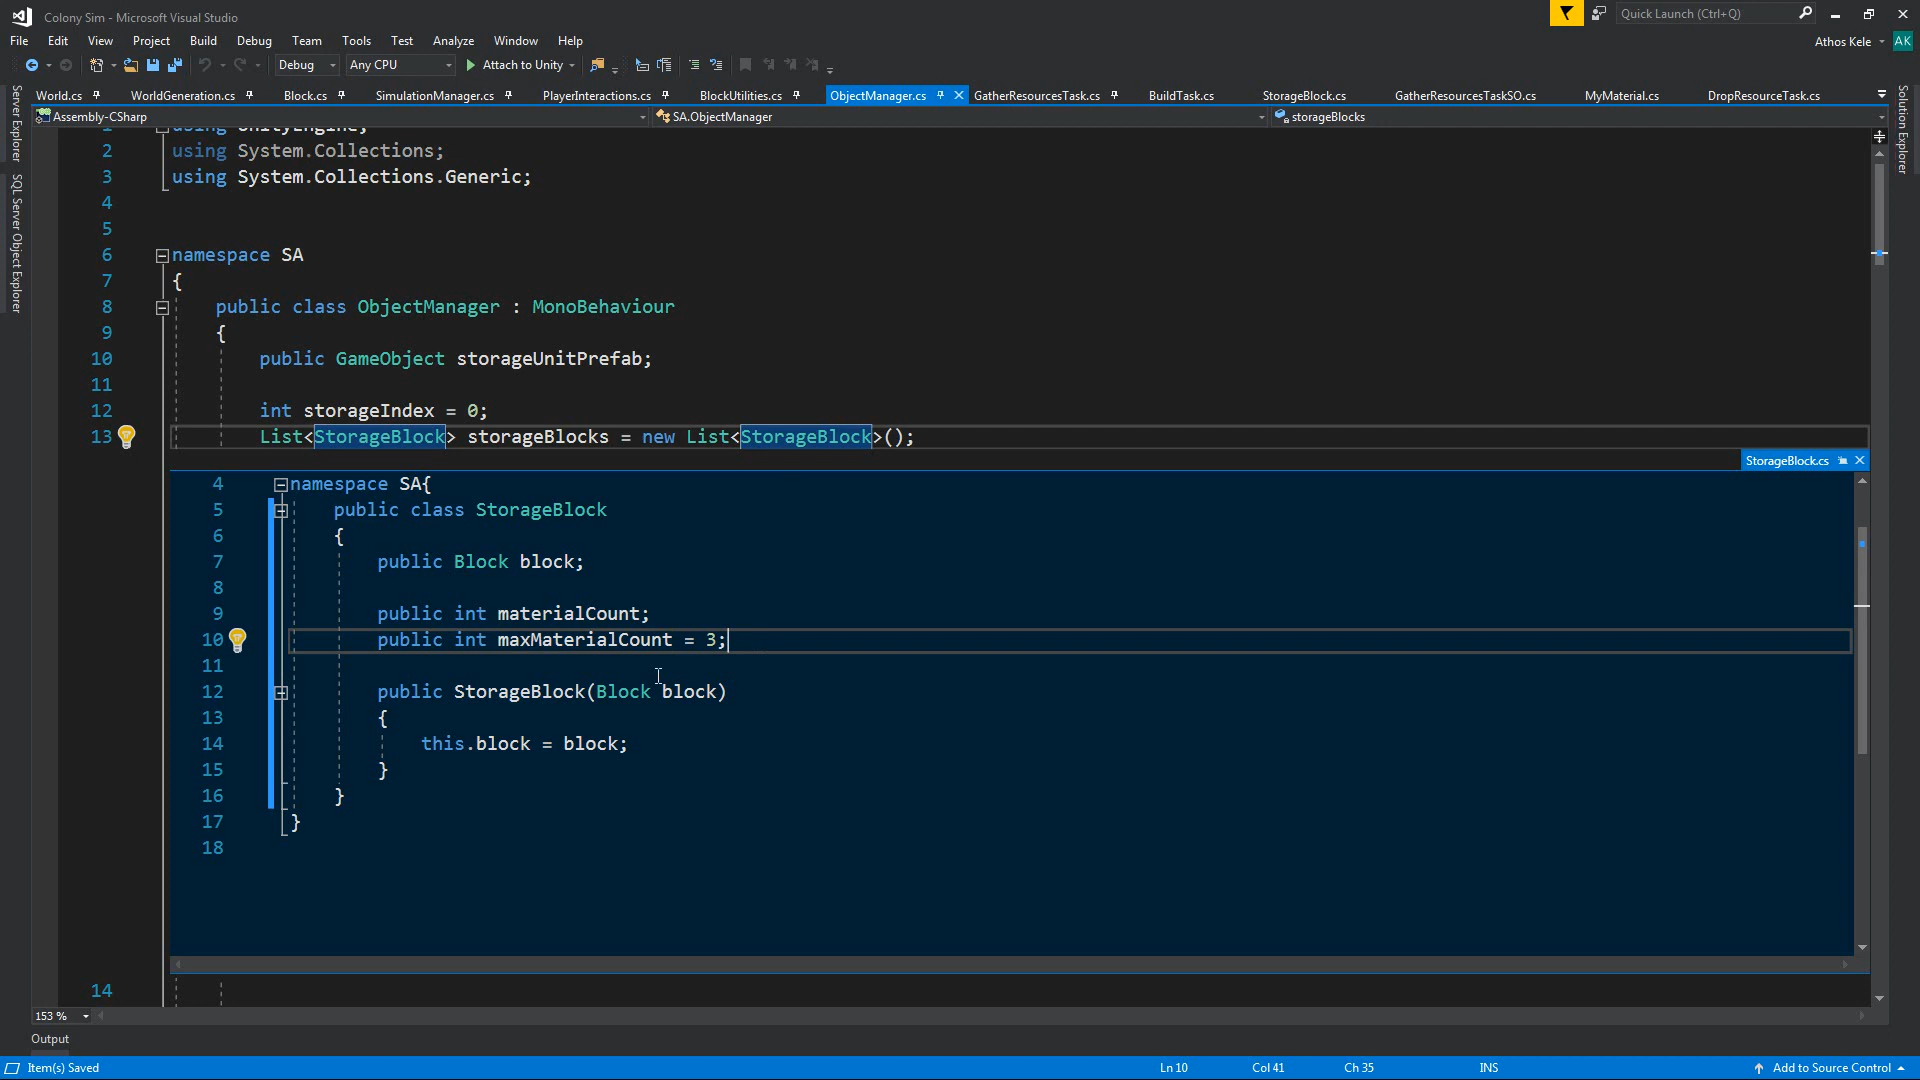 Colony Sim - Microsoft Visual Studio
Quick Launch (Ctrl+Q)
File Edit View Project Build Debug Team Tools Test Analyze Window Help
Athos Kele AK
Debug Any CPU Attach to Unity
World.cs WorldGeneration.cs Block.cs SimulationManager.cs PlayerInteractions.cs BlockUtilities.cs ObjectManager.cs GatherResourcesTask.cs BuildTask.cs StorageBlock.cs GatherResourcesTaskSO.cs MyMaterial.cs DropResourceTask.cs
Assembly-CSharp SA.ObjectManager storageBlocks
Server Explorer
SQL Server Object Explorer
Solution Explorer
1 using UnityEngine;
2 using System.Collections;
3 using System.Collections.Generic;
4
5
6 namespace SA
7 {
8 public class ObjectManager : MonoBehaviour
9 {
10 public GameObject storageUnitPrefab;
11
12 int storageIndex = 0;
13 List<StorageBlock> storageBlocks = new List<StorageBlock>();
StorageBlock.cs
4 namespace SA{
5 public class StorageBlock
6 {
7 public Block block;
8
9 public int materialCount;
10 public int maxMaterialCount = 3;
11
12 public StorageBlock(Block block)
13 {
14 this.block = block;
15 }
16 }
17 }
18
14
153 %
Output
Item(s) Saved Ln 10 Col 41 Ch 35 INS Add to Source Control